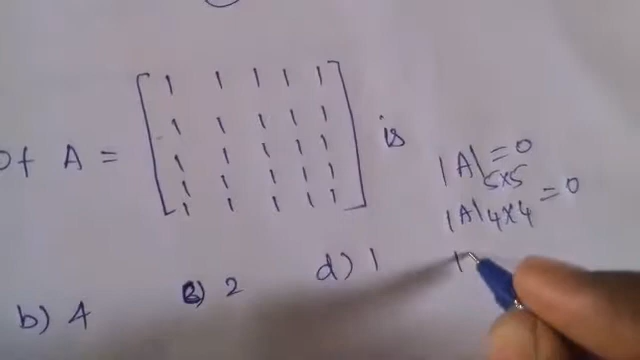 Of A = [ 1 1 1 1 1
1 1 1 1 1
1 1 1 1 1
1 1 1 1 1
1 1 1 1 1 ] is
|A|5x5 = 0
|A|4x4 = 0
|
b) 4 c) 2 d) 1